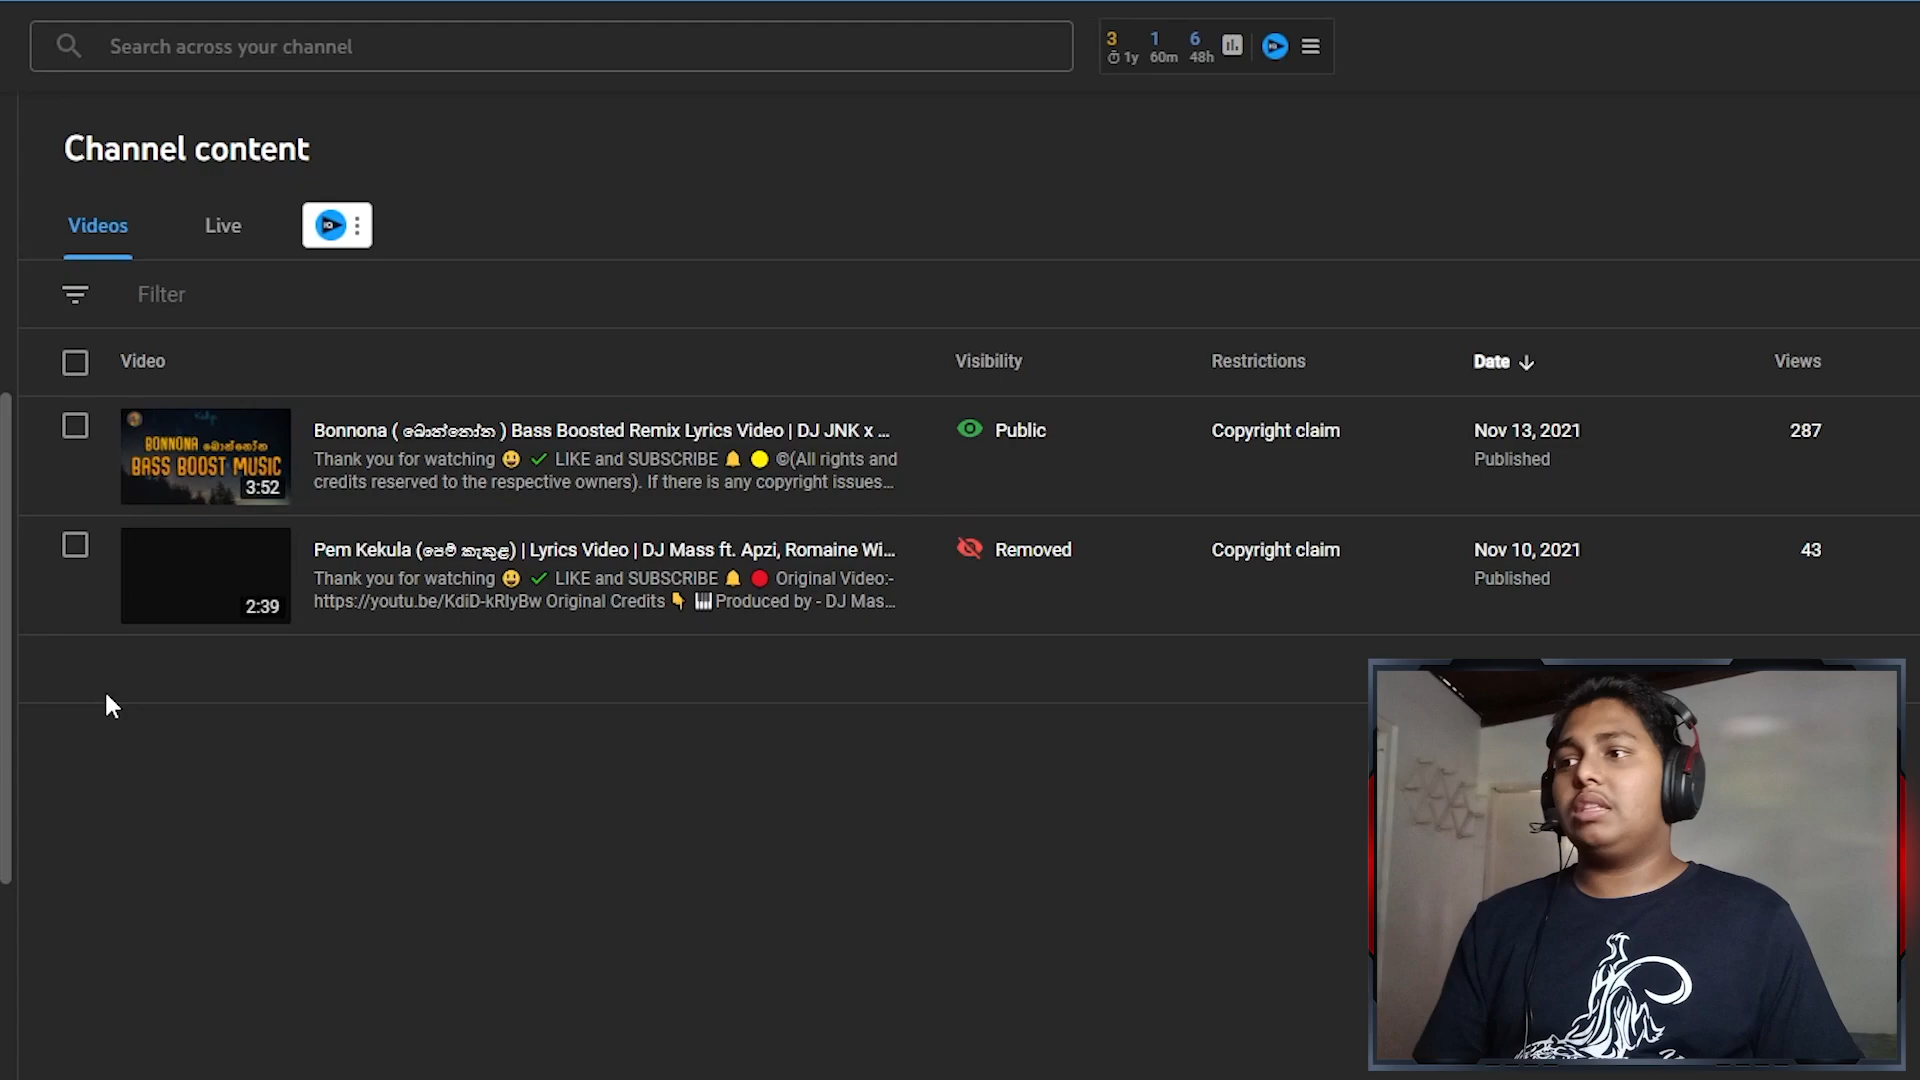 Search across your channel
3 1 6
1y 60m 48h
Channel content
Videos Live IQ
Filter
Video Visibility Restrictions Date Views
BONNONA බොන්නෝන
BASS BOOST MUSIC
3:52
Bonnona ( බොන්නෝන ) Bass Boosted Remix Lyrics Video | DJ JNK x ...
Thank you for watching 😃 ✔ LIKE and SUBSCRIBE 🔔 🟡 ©(All rights and
credits reserved to the respective owners). If there is any copyright issues...
Public
Copyright claim
Nov 13, 2021
Published
287
2:39
Pem Kekula (පෙම් කැකුළ) | Lyrics Video | DJ Mass ft. Apzi, Romaine Wi...
Thank you for watching 😃 ✔ LIKE and SUBSCRIBE 🔔 🔴 Original Video:-
https://youtu.be/KdiD-kRIyBw Original Credits 👇 🎹Produced by - DJ Mas...
Removed
Copyright claim
Nov 10, 2021
Published
43